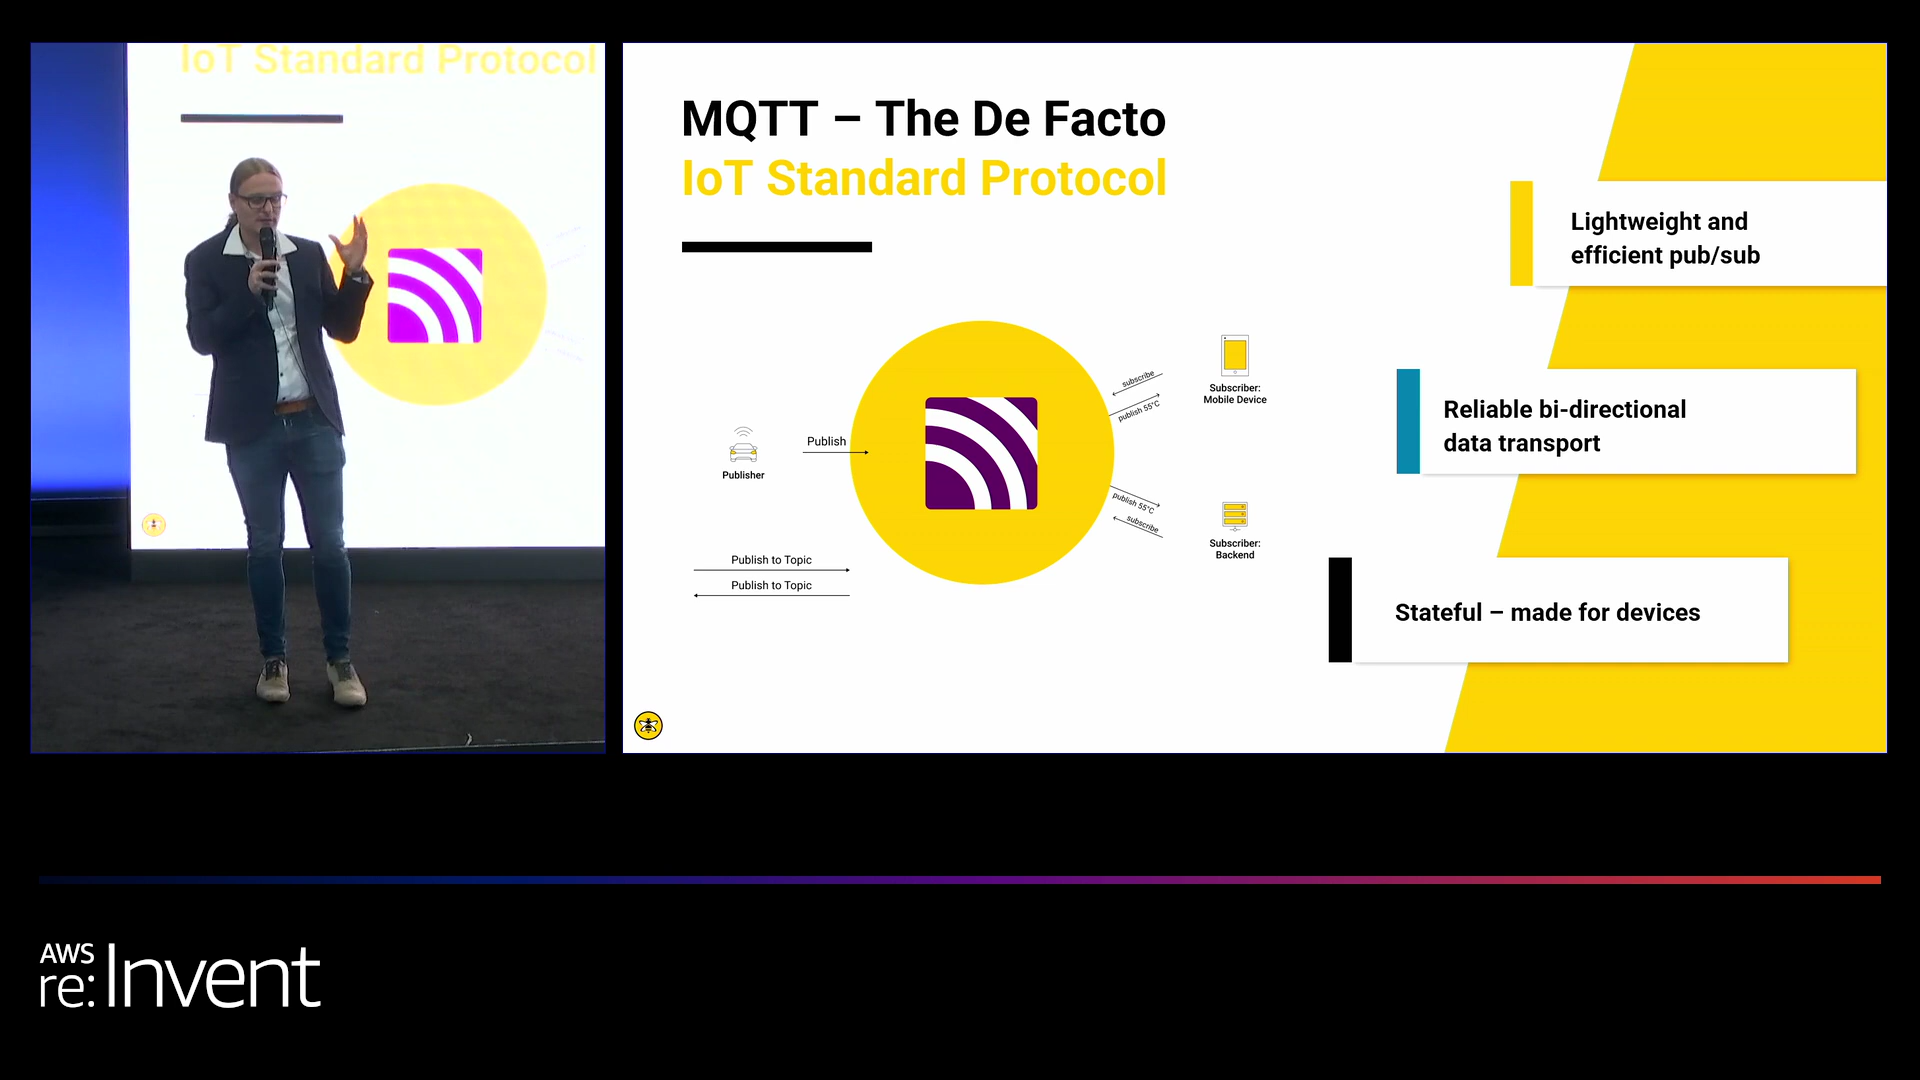 IoT Standard Protocol
MQTT – The De Facto
IoT Standard Protocol
Lightweight and
efficient pub/sub
Reliable bi-directional
data transport
Stateful – made for devices
Publisher
Publish
subscribe
publish 55°C
Subscriber:
Mobile Device
publish 55°C
subscribe
Subscriber:
Backend
Publish to Topic
Publish to Topic
AWS
re:Invent